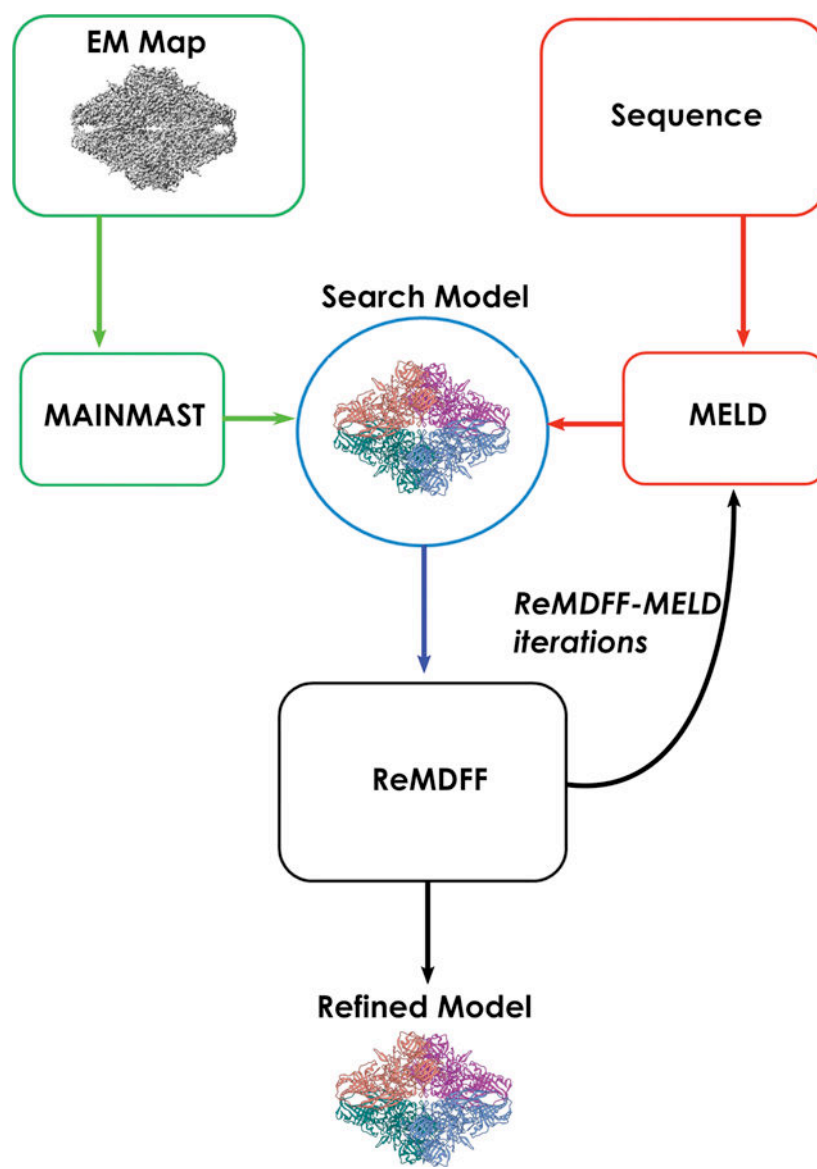 EM Map
Sequence
Search Model
MAINMAST
MELD
ReMDFF-MELD
iterations
ReMDFF
Refined Model